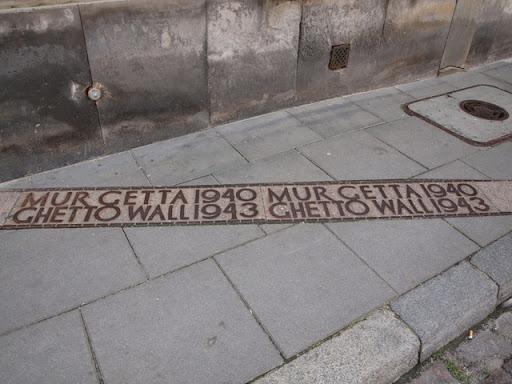 MUR GETTA 1940 MUR GETTA 1940
GHETTO WALL 1943 GHETTO WALL 1943